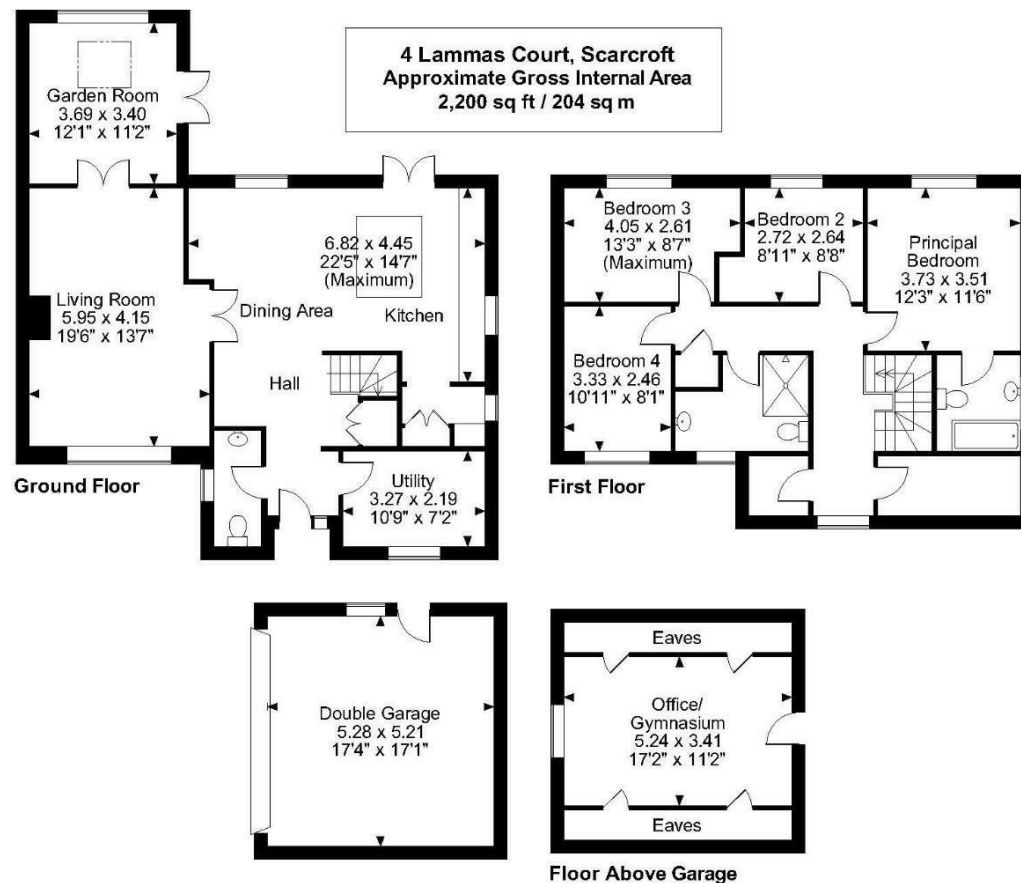 4 Lammas Court, Scarcroft
Approximate Gross Internal Area
2,200 sq ft / 204 sq m
Garden Room
3.69 x 3.40
12'1" x 11'2"
Living Room
5.95 x 4.15
19'6" x 13'7"
6.82 x 4.45
22'5" x 14'7"
(Maximum)
Dining Area
Kitchen
Hall
Utility
3.27 x 2.19
10'9" x 7'2"
Ground Floor
Bedroom 3
4.05 x 2.61
13'3" x 8'7"
(Maximum)
Bedroom 2
2.72 x 2.64
8'11" x 8'8"
Principal
Bedroom
3.73 x 3.51
12'3" x 11'6"
Bedroom 4
3.33 x 2.46
10'11" x 8'1"
First Floor
Double Garage
5.28 x 5.21
17'4" x 17'1"
Eaves
Office/
Gymnasium
5.24 x 3.41
17'2" x 11'2"
Eaves
Floor Above Garage